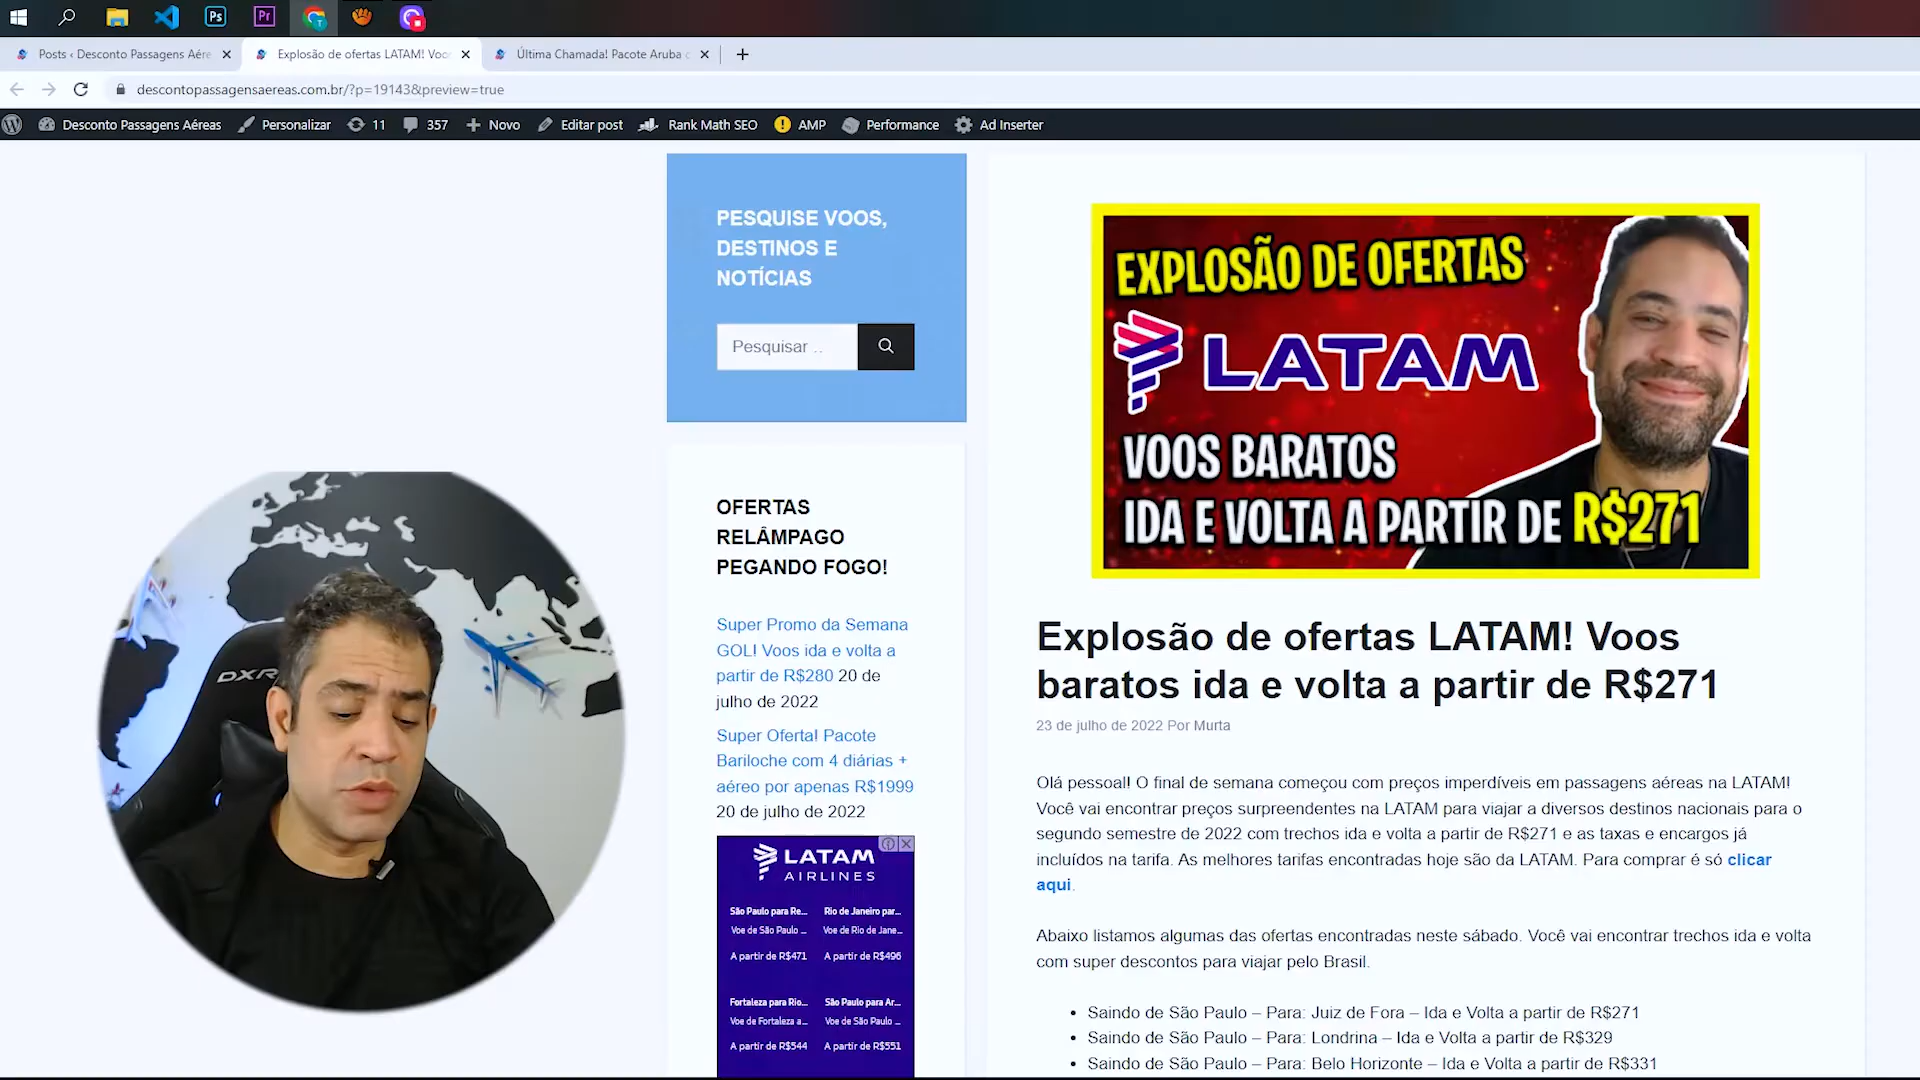 Ps
Pr
Posts ‹ Desconto Passagens Aére
Explosão de ofertas LATAM! Voo
Última Chamada! Pacote Aruba c
descontopassagensaereas.com.br/?p=19143&preview=true
Desconto Passagens Aéreas
Personalizar
11
357
Novo
Editar post
Rank Math SEO
AMP
Performance
Ad Inserter
PESQUISE VOOS,
DESTINOS E
NOTÍCIAS
Pesquisar ..
OFERTAS
RELÂMPAGO
PEGANDO FOGO!
Super Promo da Semana
GOL! Voos ida e volta a
partir de R$280 20 de
julho de 2022
Super Oferta! Pacote
Bariloche com 4 diárias +
aéreo por apenas R$1999
20 de julho de 2022
LATAM
AIRLINES
São Paulo para Re...
Voe de São Paulo ...
A partir de R$471
Rio de Janeiro par...
Voe de Rio de Jane...
A partir de R$496
Fortaleza para Rio...
Voe de Fortaleza a...
A partir de R$544
São Paulo para Ar...
Voe de São Paulo ...
A partir de R$551
DXR
EXPLOSÃO DE OFERTAS
LATAM
VOOS BARATOS
IDA E VOLTA A PARTIR DE R$271
Explosão de ofertas LATAM! Voos
baratos ida e volta a partir de R$271
23 de julho de 2022 Por Murta
Olá pessoal! O final de semana começou com preços imperdíveis em passagens aéreas na LATAM!
Você vai encontrar preços surpreendentes na LATAM para viajar a diversos destinos nacionais para o
segundo semestre de 2022 com trechos ida e volta a partir de R$271 e as taxas e encargos já
incluídos na tarifa. As melhores tarifas encontradas hoje são da LATAM. Para comprar é só clicar
aqui.
Abaixo listamos algumas das ofertas encontradas neste sábado. Você vai encontrar trechos ida e volta
com super descontos para viajar pelo Brasil.
• Saindo de São Paulo – Para: Juiz de Fora – Ida e Volta a partir de R$271
• Saindo de São Paulo – Para: Londrina – Ida e Volta a partir de R$329
• Saindo de São Paulo – Para: Belo Horizonte – Ida e Volta a partir de R$331